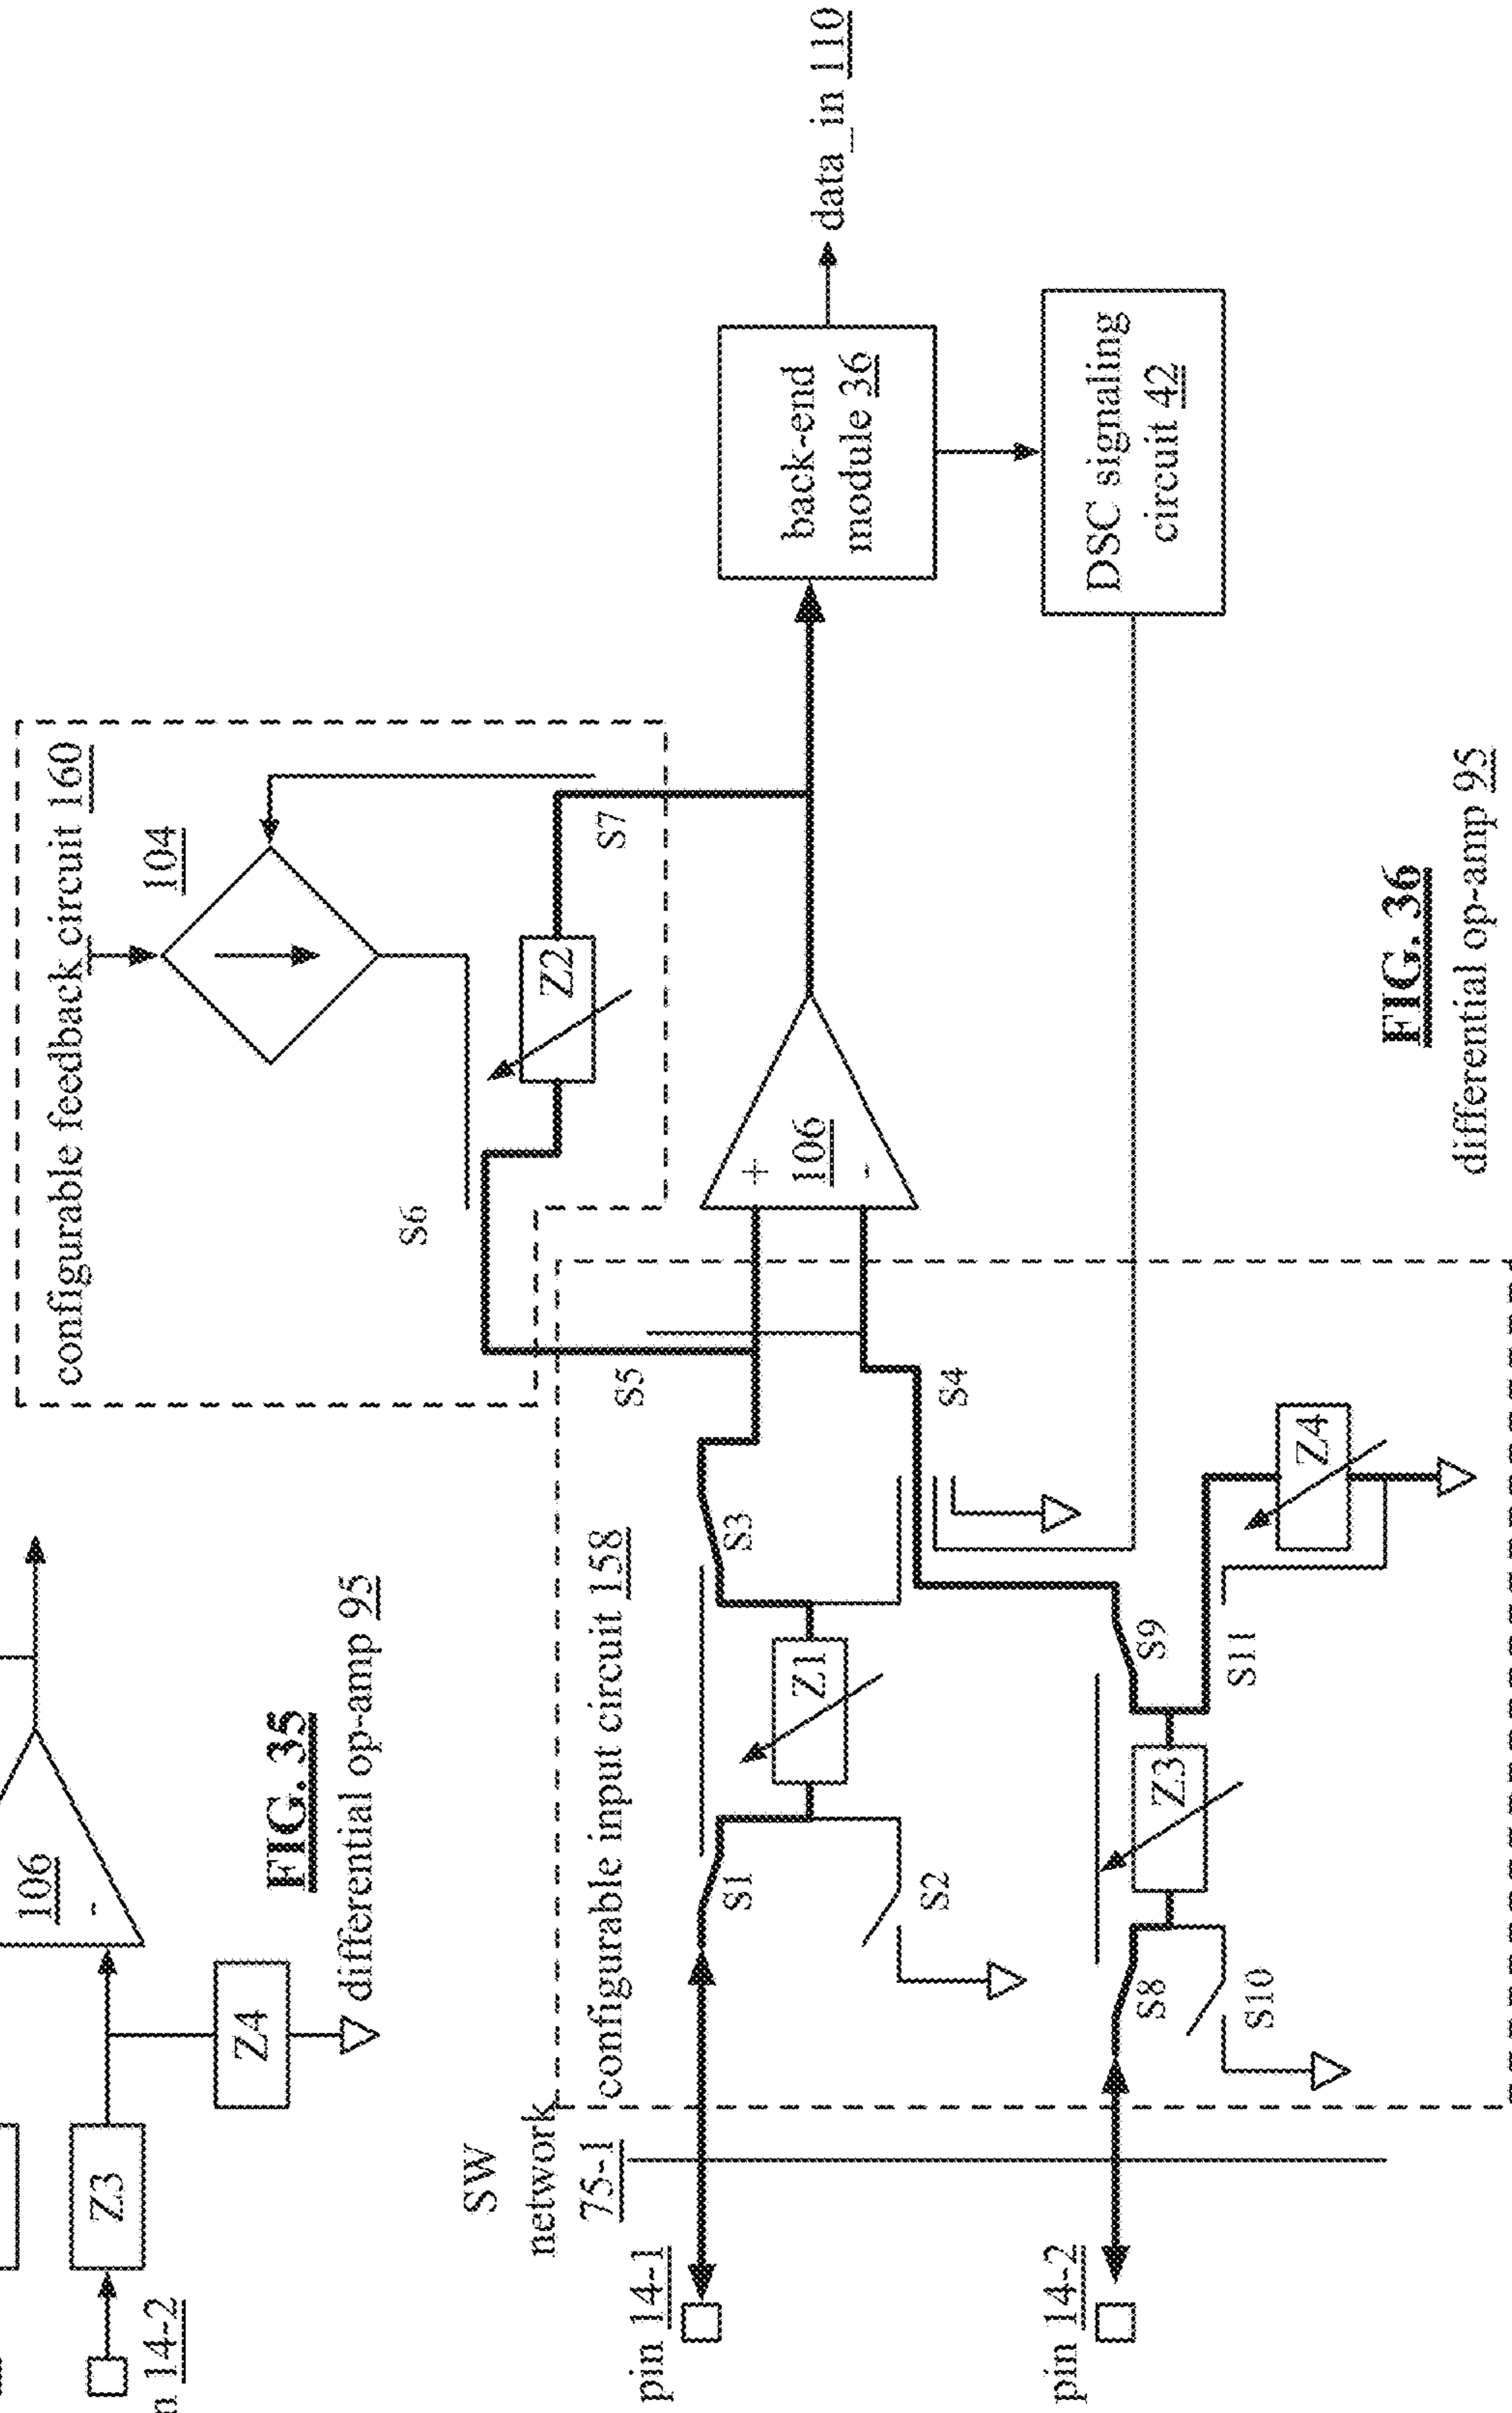 106
-
Z3
Z4
n 14-2
FIG. 35
differential op-amp 95
configurable feedback circuit 160
104
S6
Z2
S7
SW
network
75-1
configurable input circuit 158
S5
+
106
-
pin 14-1
S1
Z1
S3
S2
S4
back-end
module 36
data_in 110
DSC signaling
circuit 42
pin 14-2
S8
Z3
S9
S10
S11
Z4
FIG. 36
differential op-amp 95